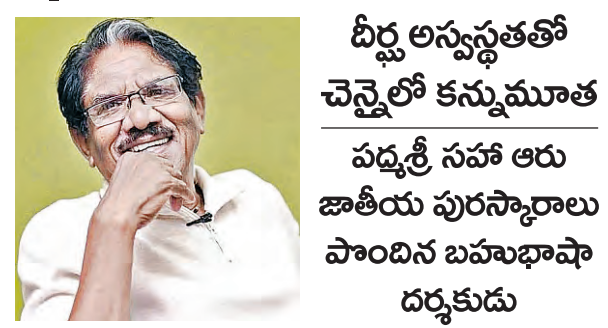 దీర్ఘ అస్వస్థతతో
చెన్నైలో కన్నుమూత
పద్మశ్రీ సహా ఆరు
జాతీయ పురస్కారాలు
పొందిన బహుభాషా
దర్శకుడు